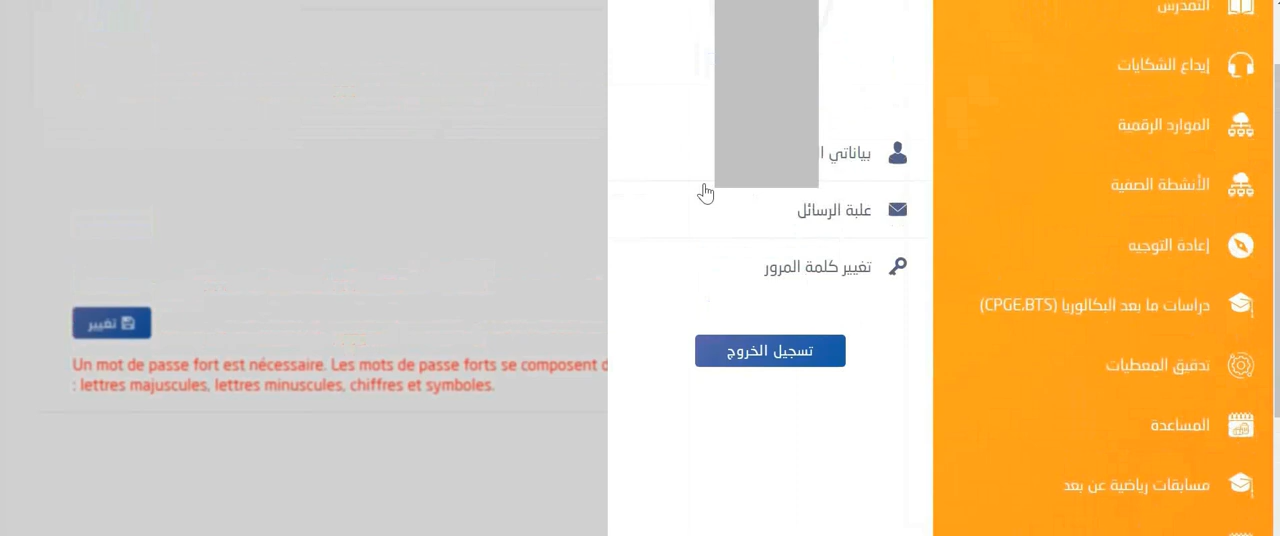 التمدرس
إيداع الشكايات
الموارد الرقمية
الأنشطة الصفية
إعادة التوجيه
دراسات ما بعد البكالوريا (CPGE,BTS)
تدقيق المعطيات
المساعدة
مسابقات رياضية عن بعد
بياناتي
علبة الرسائل
تغيير كلمة المرور
تسجيل الخروج
تغيير
Un mot de passe fort est nécessaire. Les mots de passe forts se composent
: lettres majuscules, lettres minuscules, chiffres et symboles.